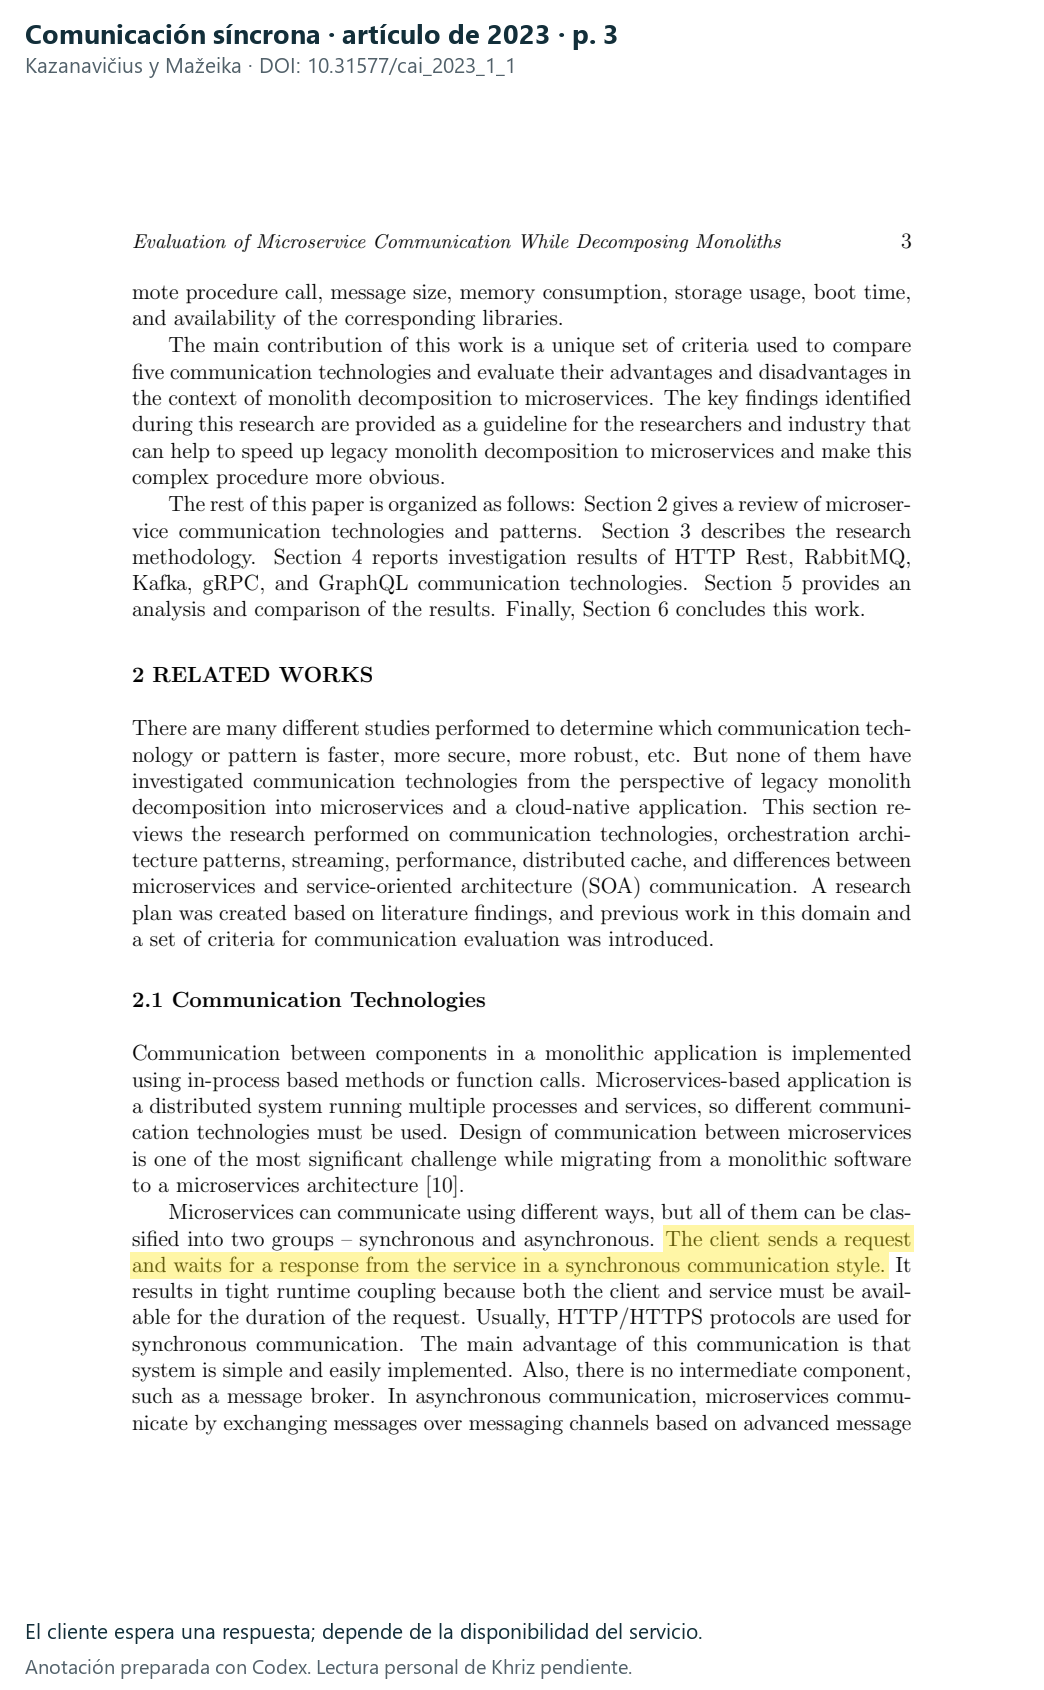 Comunicación síncrona · artículo de 2023 · p. 3
Kazanavičius y Mažeika · DOI: 10.31577/cai_2023_1_1
Evaluation of Microservice Communication While Decomposing Monoliths 3
mote procedure call, message size, memory consumption, storage usage, boot time,
and availability of the corresponding libraries.
The main contribution of this work is a unique set of criteria used to compare
five communication technologies and evaluate their advantages and disadvantages in
the context of monolith decomposition to microservices. The key findings identified
during this research are provided as a guideline for the researchers and industry that
can help to speed up legacy monolith decomposition to microservices and make this
complex procedure more obvious.
The rest of this paper is organized as follows: Section 2 gives a review of microser-
vice communication technologies and patterns. Section 3 describes the research
methodology. Section 4 reports investigation results of HTTP Rest, RabbitMQ,
Kafka, gRPC, and GraphQL communication technologies. Section 5 provides an
analysis and comparison of the results. Finally, Section 6 concludes this work.
2 RELATED WORKS
There are many different studies performed to determine which communication tech-
nology or pattern is faster, more secure, more robust, etc. But none of them have
investigated communication technologies from the perspective of legacy monolith
decomposition into microservices and a cloud-native application. This section re-
views the research performed on communication technologies, orchestration archi-
tecture patterns, streaming, performance, distributed cache, and differences between
microservices and service-oriented architecture (SOA) communication. A research
plan was created based on literature findings, and previous work in this domain and
a set of criteria for communication evaluation was introduced.
2.1 Communication Technologies
Communication between components in a monolithic application is implemented
using in-process based methods or function calls. Microservices-based application is
a distributed system running multiple processes and services, so different communi-
cation technologies must be used. Design of communication between microservices
is one of the most significant challenge while migrating from a monolithic software
to a microservices architecture [10].
Microservices can communicate using different ways, but all of them can be clas-
sified into two groups – synchronous and asynchronous. The client sends a request
and waits for a response from the service in a synchronous communication style. It
results in tight runtime coupling because both the client and service must be avail-
able for the duration of the request. Usually, HTTP/HTTPS protocols are used for
synchronous communication. The main advantage of this communication is that
system is simple and easily implemented. Also, there is no intermediate component,
such as a message broker. In asynchronous communication, microservices commu-
nicate by exchanging messages over messaging channels based on advanced message
El cliente espera una respuesta; depende de la disponibilidad del servicio.
Anotación preparada con Codex. Lectura personal de Khriz pendiente.